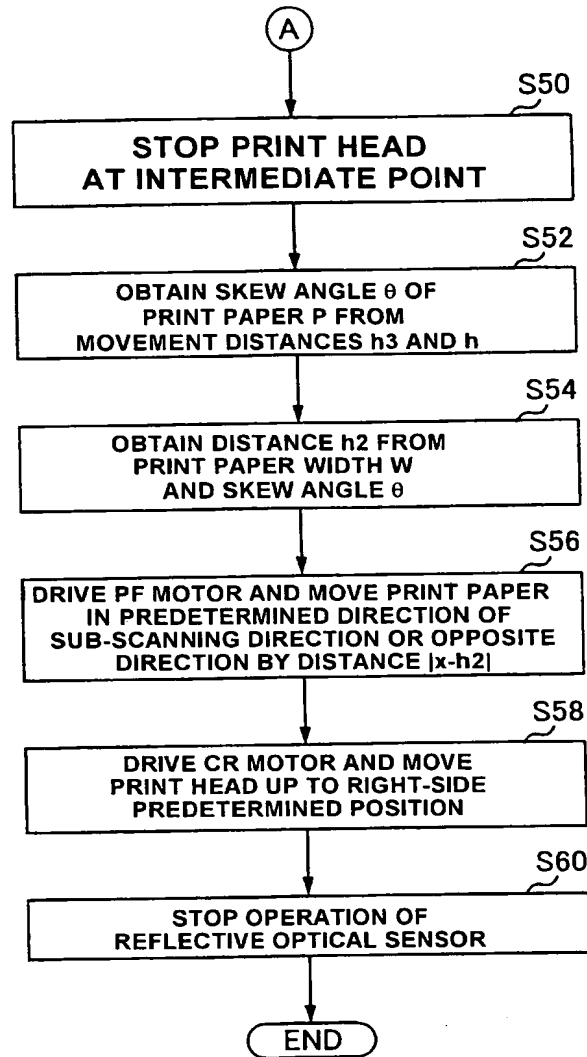 A
S50
STOP PRINT HEAD
AT INTERMEDIATE POINT
S52
OBTAIN SKEW ANGLE θ OF
PRINT PAPER P FROM
MOVEMENT DISTANCES h3 AND h
S54
OBTAIN DISTANCE h2 FROM
PRINT PAPER WIDTH W
AND SKEW ANGLE θ
S56
DRIVE PF MOTOR AND MOVE PRINT PAPER
IN PREDETERMINED DIRECTION OF
SUB-SCANNING DIRECTION OR OPPOSITE
DIRECTION BY DISTANCE |x-h2|
S58
DRIVE CR MOTOR AND MOVE
PRINT HEAD UP TO RIGHT-SIDE
PREDETERMINED POSITION
S60
STOP OPERATION OF
REFLECTIVE OPTICAL SENSOR
END